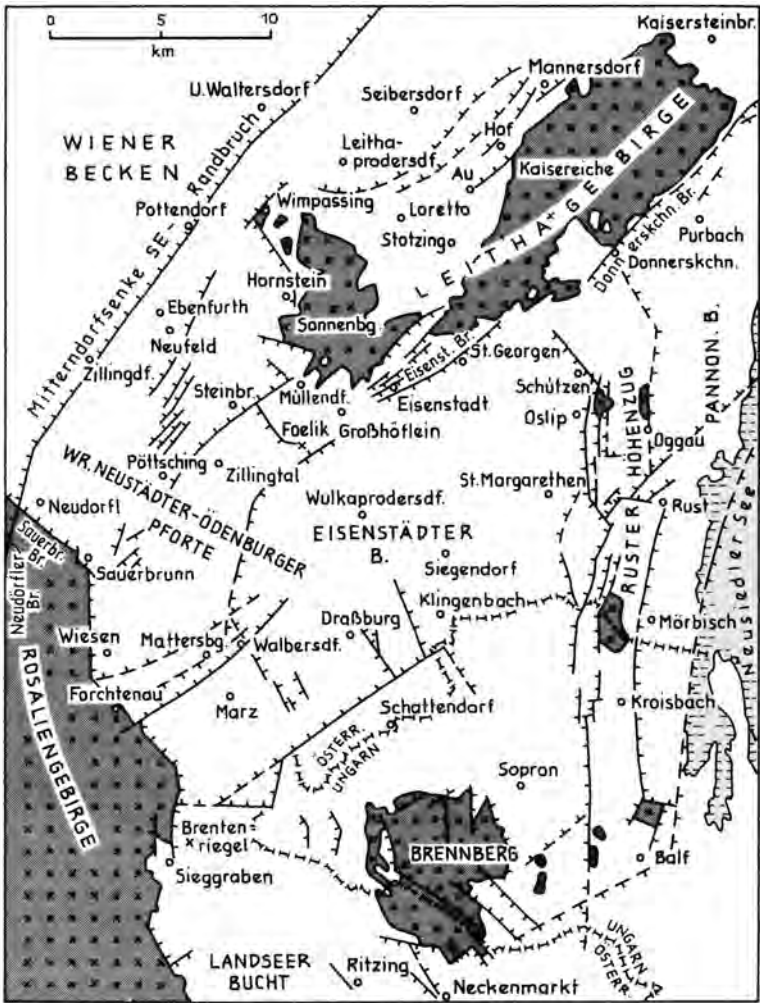 0 5 10
km
Kaisersteinbr.
Mannersdorf
U.Waltersdorf
Seibersdorf
WIENER
BECKEN
Hof
Leitha-
prodersdf.
Kaisereiche
Au
LEITHAGEBIRGE
Mitterndorfsenke SE-Randbruch
Wimpassing
Pottendorf
Loretto
Stotzing
Donnerskchn. Br.
Purbach
Donnerskchn.
Hornstein
Ebenfurth
Sonnenbg.
Neufeld
Eisenst. Br.
St.Georgen
PANNON. B.
Zillingdf.
Schützen
Steinbr.
Müllendf.
Eisenstadt
Oslip
Foelik
Großhöflein
Oggau
RUSTER HÖHENZUG
Pöttsching
Zillingtal
WR. NEUSTÄDTER-ÖDENBURGER
PFORTE
St.Margarethen
Neudorfl
Wulkaprodersdf.
Rust
Neusiedler See
EISENSTÄDTER
B.
Sauerbr.
Br.
Sauerbrunn
Siegendorf
Neudörfler
Br.
Klingenbach
Draßburg
Mörbisch
Wiesen
Mattersbg.
Walbersdf.
ROSALIENGEBIRGE
Forchtenau
Marz
Schattendorf
Kroisbach
ÖSTERR.
UNGARN
Sopron
Brenten-
riegel
BRENNBERG
Balf
Sieggraben
UNGARN
ÖSTERR.
LANDSEER
BUCHT
Ritzing
Neckenmarkt